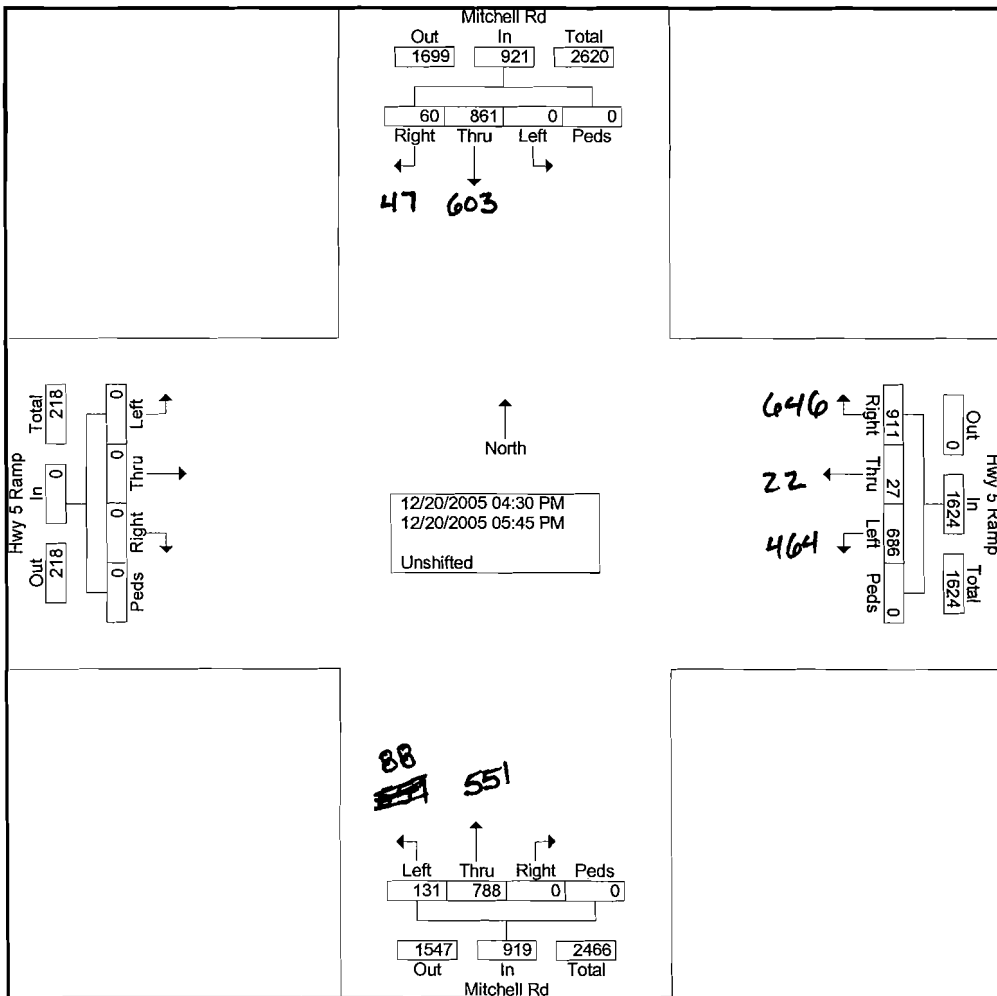 Mitchell Rd
Out In Total
1699 921 2620
60 861 0 0
Right Thru Left Peds
47 603
Hwy 5 Ramp
Out In Total
218 0 218
Left Thru Right Peds
0 0 0 0
North
12/20/2005 04:30 PM
12/20/2005 05:45 PM
Unshifted
646
22
464
Right Thru Left Peds
911 27 686 0
Out In Total
0 1624 1624
Hwy 5 Ramp
88
551
Left Thru Right Peds
131 788 0 0
1547 919 2466
Out In Total
Mitchell Rd